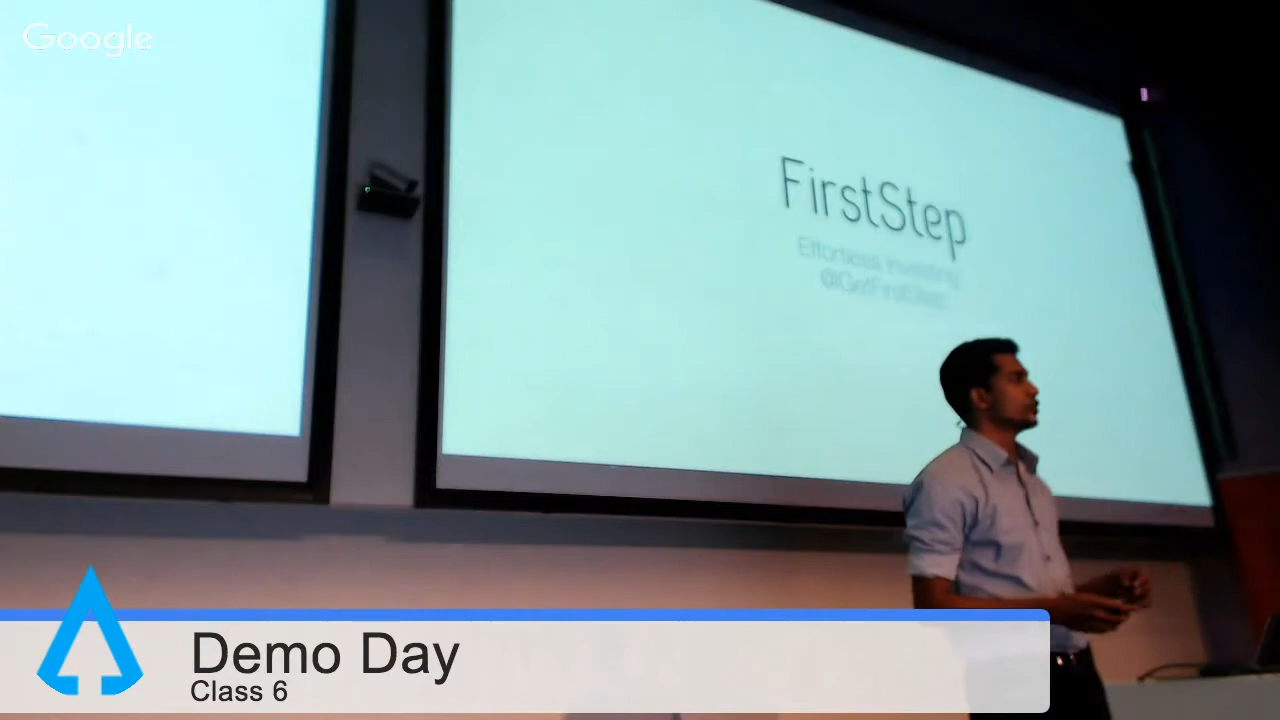 Google
FirstStep
Effortless investing
@GetFirstStep
Demo Day
Class 6